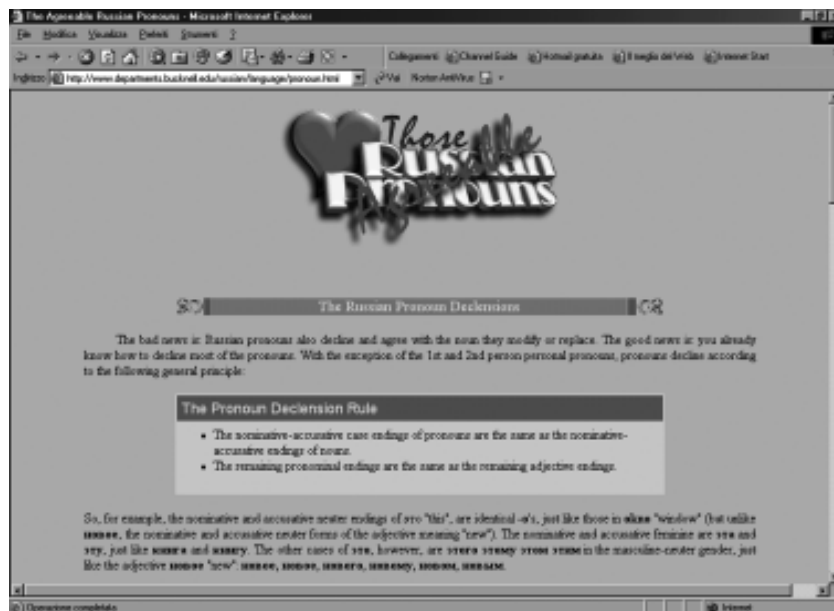 The Agreeable Russian Pronouns - Microsoft Internet Explorer
File Modifica Visualizza Preferiti Strumenti ?
Collegamenti Channel Guide Hotmail gratuita Il meglio del Web Internet Start
Indirizzo http://www.departments.bucknell.edu/russian/language/pronoun.html Vai Norton AntiVirus
Those
Agreeable
Russian
Pronouns
The Russian Pronoun Declensions
The bad news is: Russian pronouns also decline and agree with the noun they modify or replace. The good news is: you already
know how to decline most of the pronouns. With the exception of the 1st and 2nd person personal pronouns, pronouns decline according
to the following general principle:
The Pronoun Declension Rule
• The nominative-accusative case endings of pronouns are the same as the nominative-
accusative endings of nouns.
• The remaining pronominal endings are the same as the remaining adjective endings.
So, for example, the nominative and accusative neuter endings of это "this", are identical -o's, just like those in окно "window" (but unlike
новое, the nominative and accusative neuter forms of the adjective meaning "new"). The nominative and accusative feminine are эта and
эту, just like книга and книгу. The other cases of это, however, are этого этому этом этим in the masculine-neuter gender, just
like the adjective новое "new": новое, новое, нового, новому, новом, новым.
Operazione completata
Internet